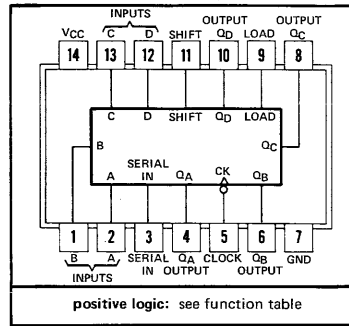 INPUTS
OUTPUT OUTPUT
VCC C D SHIFT QD LOAD QC
14 13 12 11 10 9 8
C D SHIFT QD LOAD
B QC
SERIAL
A IN QA CK QB
1 2 3 4 5 6 7
B A SERIAL QA CLOCK QB GND
INPUTS IN OUTPUT OUTPUT
positive logic: see function table